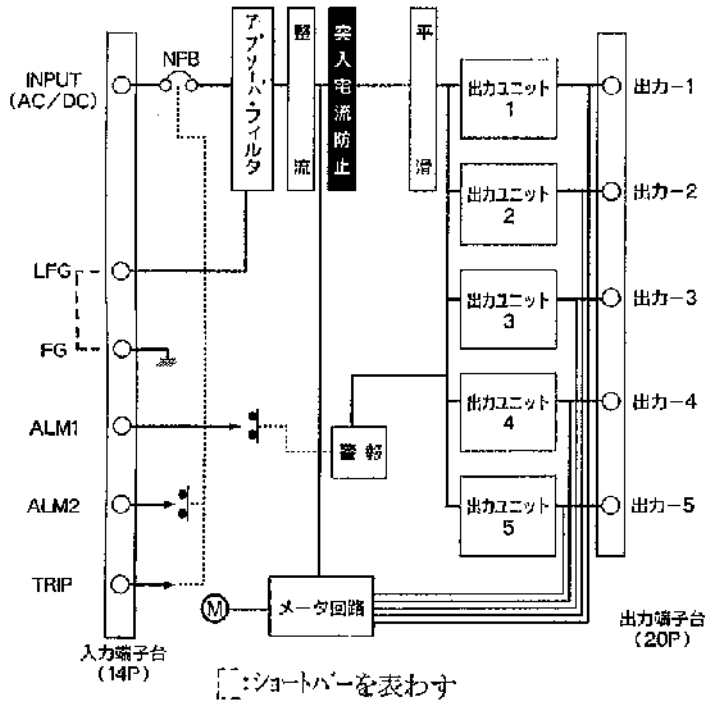 INPUT
(AC/DC)
NFB
アブソーバ・フィルタ
整流
突入電流防止
平滑
出力ユニット
1
出力-1
出力ユニット
2
出力-2
出力ユニット
3
出力-3
出力ユニット
4
出力-4
出力ユニット
5
出力-5
LFG
FG
ALM1
警報
ALM2
TRIP
M
メータ回路
入力端子台
(14P)
出力端子台
(20P)
:ショートバーを表わす